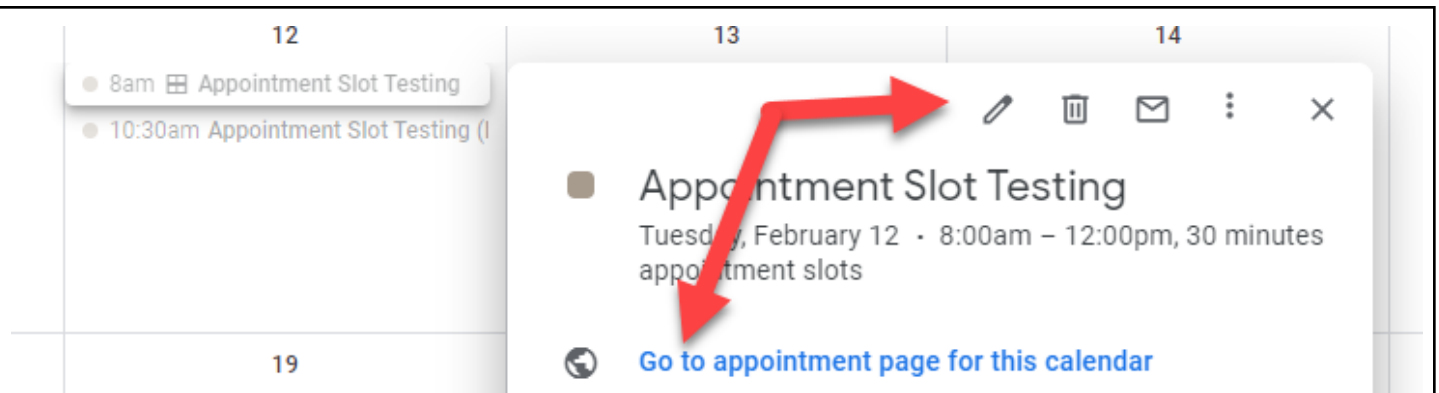 12 13 14
8am Appointment Slot Testing
10:30am Appointment Slot Testing (
Appointment Slot Testing
Tuesday, February 12 · 8:00am – 12:00pm, 30 minutes
appointment slots
19
Go to appointment page for this calendar